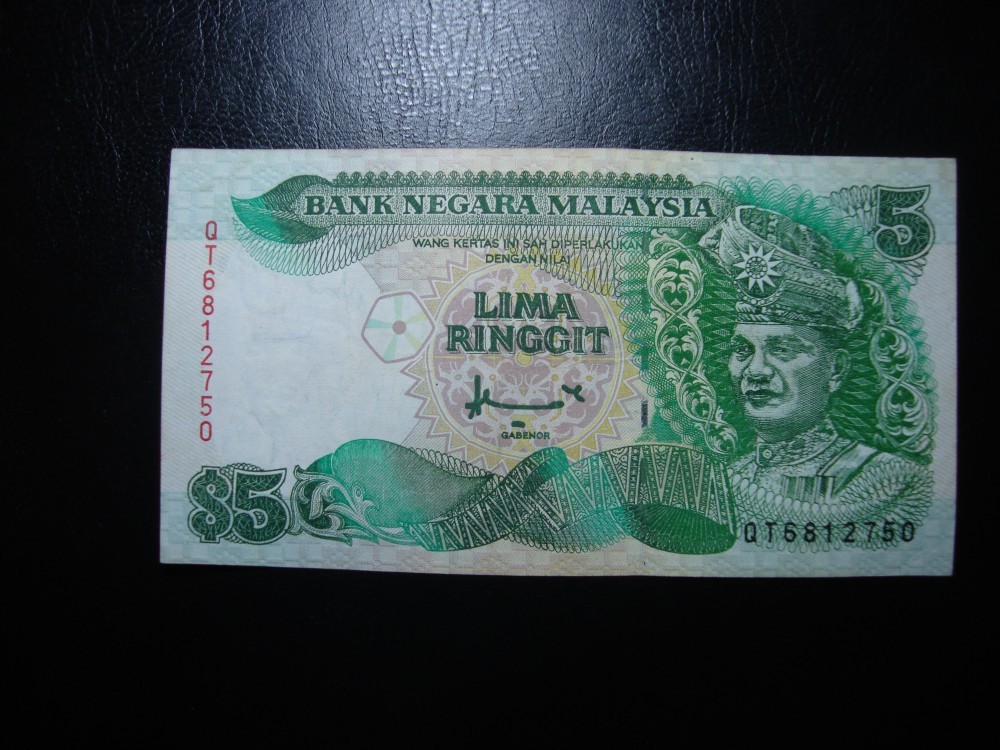 BANK NEGARA MALAYSIA
5
WANG KERTAS INI SAH DIPERLAKUKAN
DENGAN NILAI
LIMA
RINGGIT
GABENOR
QT6812750
$5
QT6812750